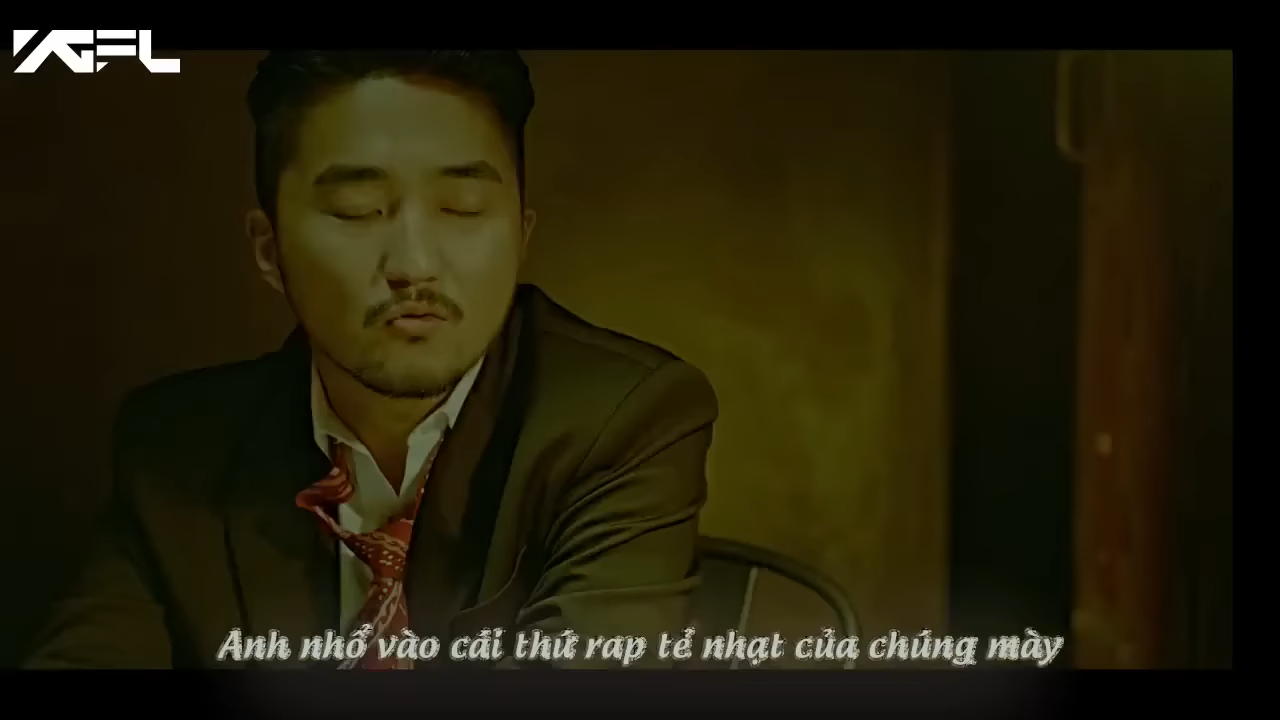 YGFL
Anh nhổ vào cái thứ rap tẻ nhạt của chúng mày